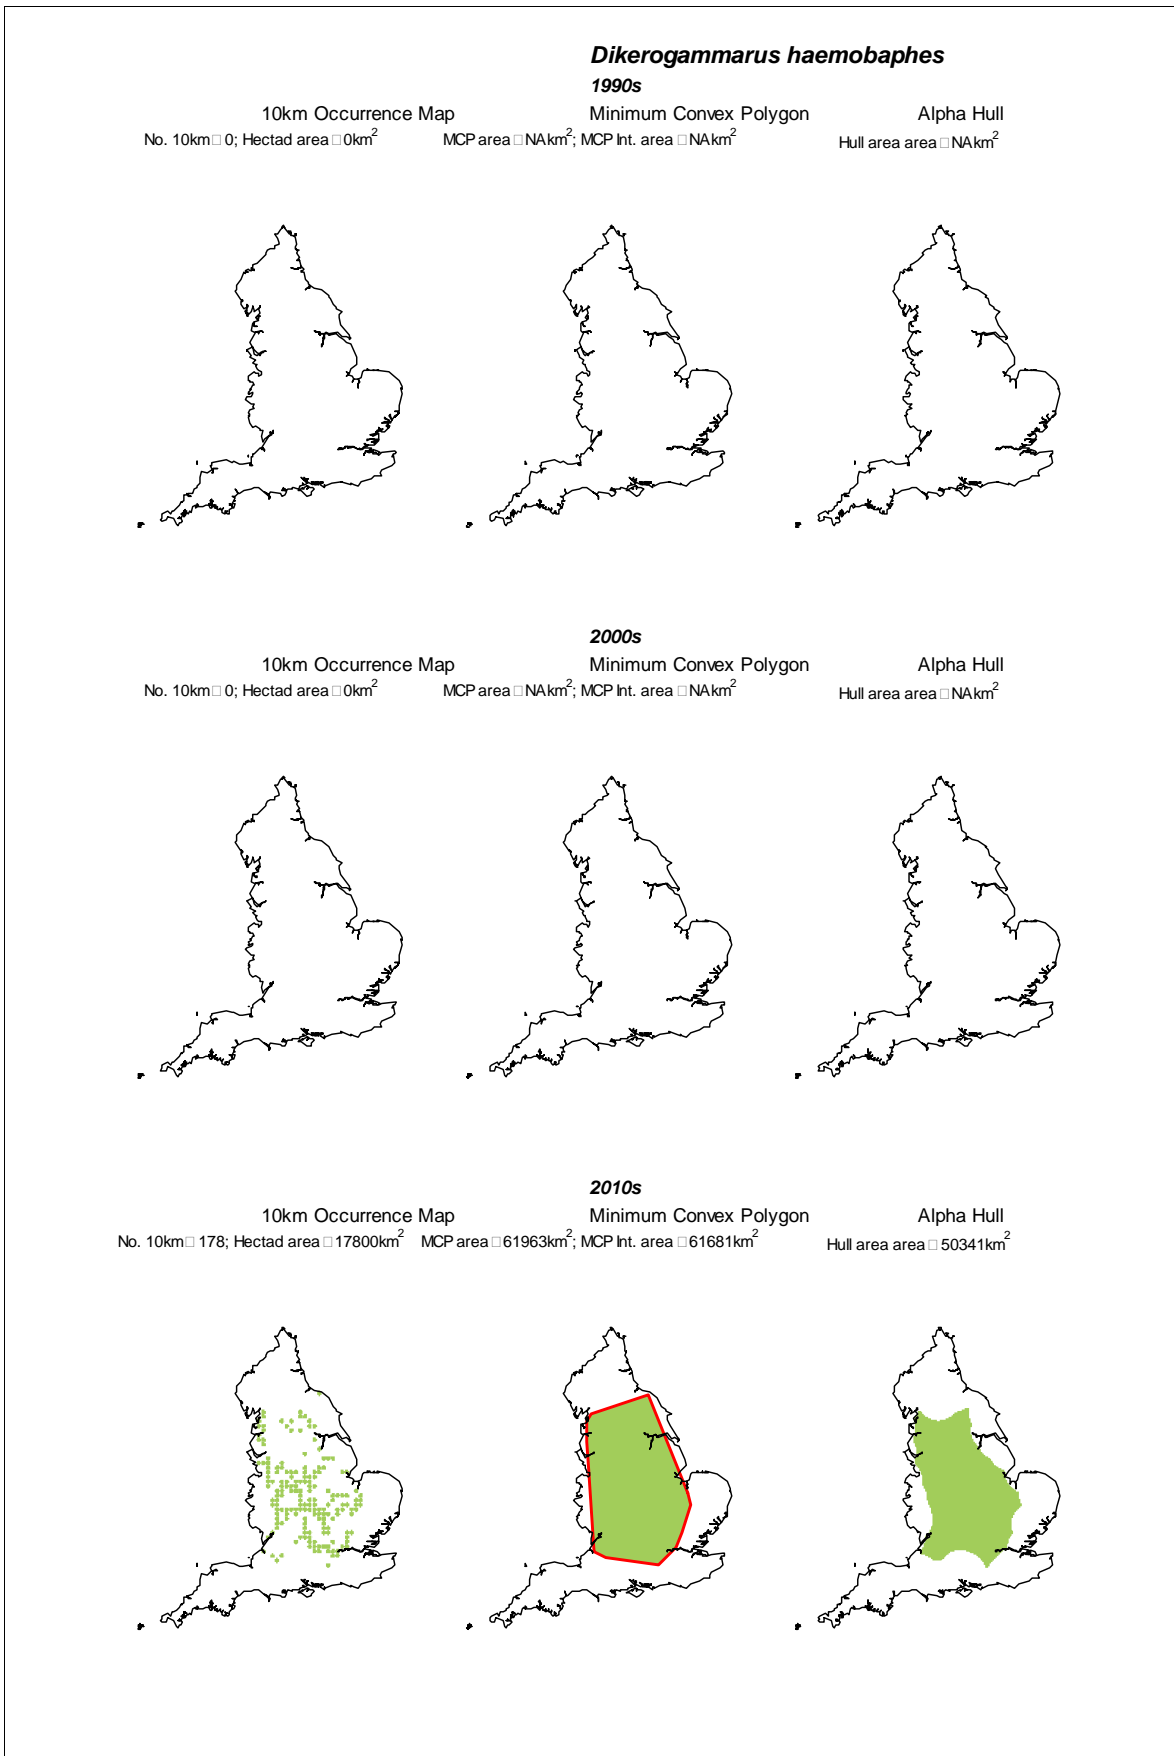 Dikerogammarus haemobaphes
1990s
10km Occurrence Map Minimum Convex Polygon Alpha Hull
No. 10km□0; Hectad area□0km² MCP area□NAkm²; MCP Int. area□NAkm² Hull area area□NAkm²
2000s
10km Occurrence Map Minimum Convex Polygon Alpha Hull
No. 10km□0; Hectad area□0km² MCP area□NAkm²; MCP Int. area□NAkm² Hull area area□NAkm²
2010s
10km Occurrence Map Minimum Convex Polygon Alpha Hull
No. 10km□178; Hectad area□17800km² MCP area□61963km²; MCP Int. area□61681km² Hull area area□50341km²